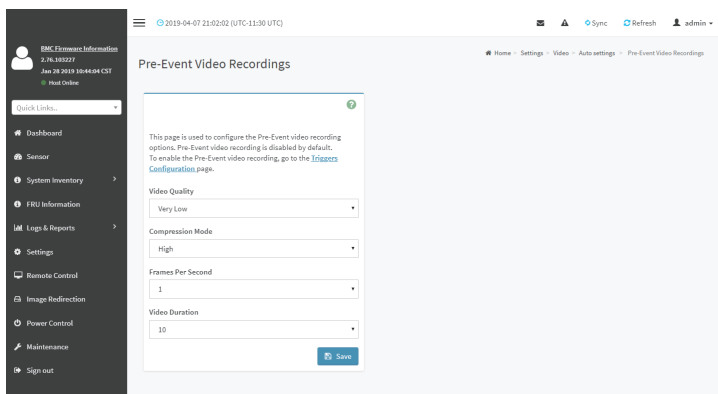 2019-04-07 21:02:02 (UTC-11:30 UTC)
Sync
Refresh
admin
BMC Firmware Information
2.76.103227
Jan 28 2019 10:44:04 CST
Host Online
Quick Links..
Dashboard
Sensor
System Inventory
FRU Information
Logs & Reports
Settings
Remote Control
Image Redirection
Power Control
Maintenance
Sign out
Pre-Event Video Recordings
Home > Settings > Video > Auto settings > Pre-Event Video Recordings
This page is used to configure the Pre-Event video recording
options. Pre-Event video recording is disabled by default.
To enable the Pre-Event video recording, go to the Triggers
Configuration page.
Video Quality
Very Low
Compression Mode
High
Frames Per Second
1
Video Duration
10
Save